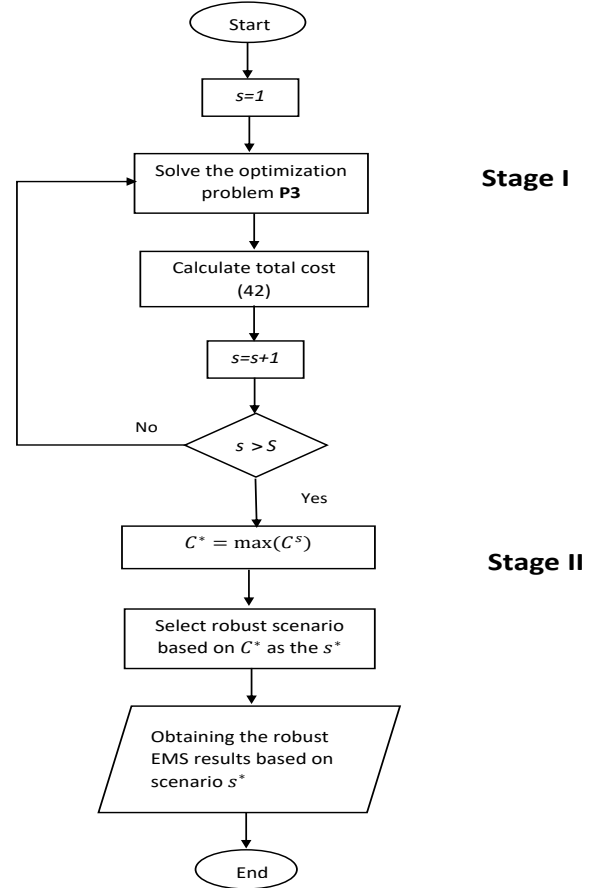 Start
s=1
Solve the optimization
problem P3
Stage I
Calculate total cost
(42)
s=s+1
No
s > S
Yes
C* = max(Cˢ)
Stage II
Select robust scenario
based on C* as the s*
Obtaining the robust
EMS results based on
scenario s*
End